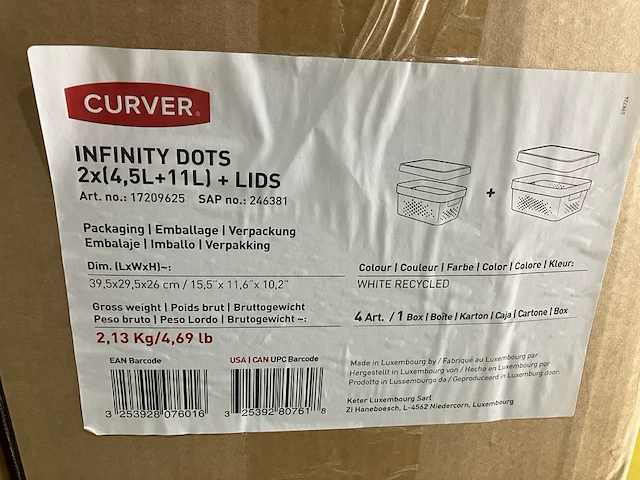 CURVER®
INFINITY DOTS
2x(4,5L+11L) + LIDS
Art. no.: 17209625 SAP no.: 246381
+
Packaging | Emballage | Verpackung
Embalaje | Imballo | Verpakking
Dim. (LxWxH)~:
39,5x29,5x26 cm / 15,5"x 11,6"x 10,2"
Gross weight | Poids brut | Bruttogewicht
Peso bruto | Peso Lordo | Brutogewicht ~:
2,13 Kg/4,69 lb
EAN Barcode
3 253928 076016
USA | CAN UPC Barcode
3 25392 80761 8
Colour | Couleur | Farbe | Color | Colore | Kleur:
WHITE RECYCLED
4 Art. / 1 Box | Boîte | Karton | Caja | Cartone | Box
Made in Luxembourg by / Fabriqué au Luxembourg par
Hergestellt in Luxembourg von / Hecho en Luxemburgo por
Prodotto in Lussemburgo da / Geproduceerd in Luxemburg door:
Keter Luxembourg Sarl
ZI Haneboesch, L-4562 Niedercorn, Luxembourg